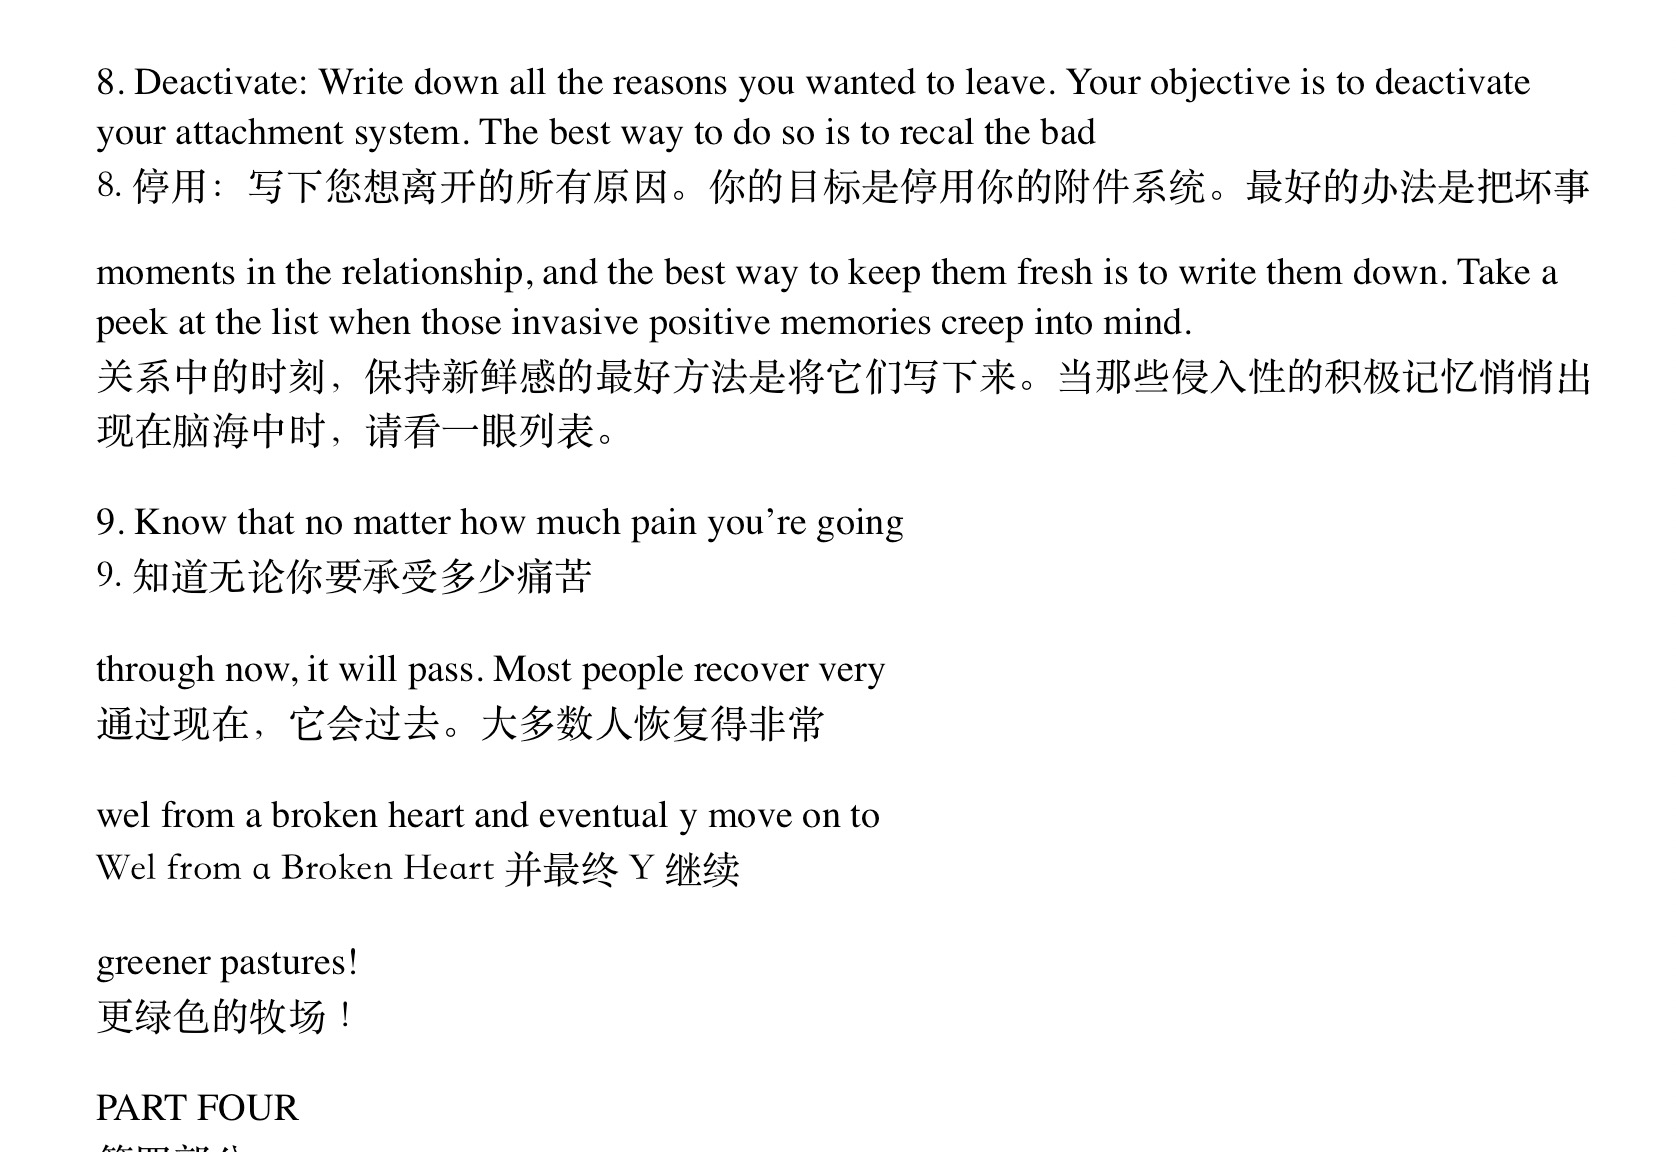 8. Deactivate: Write down all the reasons you wanted to leave. Your objective is to deactivate
your attachment system. The best way to do so is to recal the bad
8. 停用：写下您想离开的所有原因。你的目标是停用你的附件系统。最好的办法是把坏事
moments in the relationship, and the best way to keep them fresh is to write them down. Take a
peek at the list when those invasive positive memories creep into mind.
关系中的时刻，保持新鲜感的最好方法是将它们写下来。当那些侵入性的积极记忆悄悄出
现在脑海中时，请看一眼列表。
9. Know that no matter how much pain you’re going
9. 知道无论你要承受多少痛苦
through now, it will pass. Most people recover very
通过现在，它会过去。大多数人恢复得非常
wel from a broken heart and eventual y move on to
Wel from a Broken Heart 并最终 Y 继续
greener pastures!
更绿色的牧场！
PART FOUR
第四部分